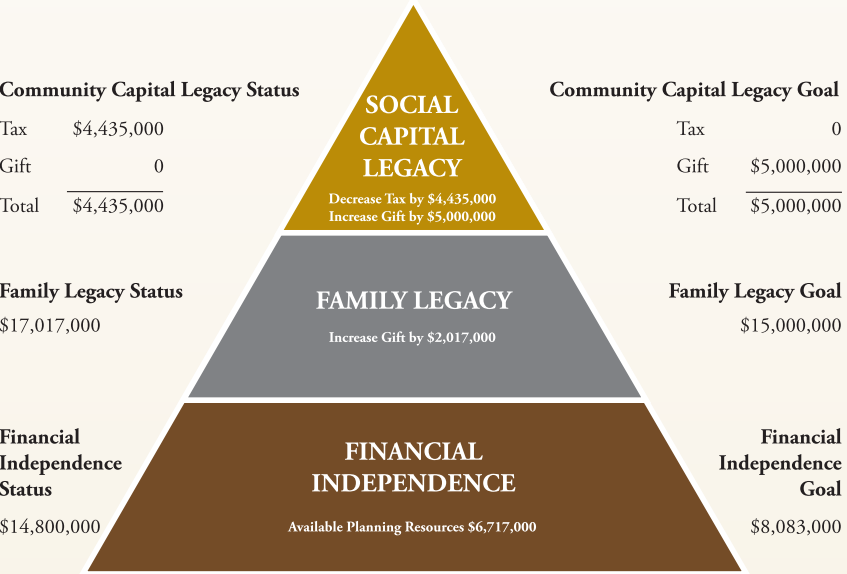 Community Capital Legacy Status
Tax $4,435,000
Gift 0
Total $4,435,000
SOCIAL
CAPITAL
LEGACY
Decrease Tax by $4,435,000
Increase Gift by $5,000,000
Community Capital Legacy Goal
Tax 0
Gift $5,000,000
Total $5,000,000
Family Legacy Status
$17,017,000
FAMILY LEGACY
Increase Gift by $2,017,000
Family Legacy Goal
$15,000,000
Financial
Independence
Status
$14,800,000
FINANCIAL
INDEPENDENCE
Available Planning Resources $6,717,000
Financial
Independence
Goal
$8,083,000